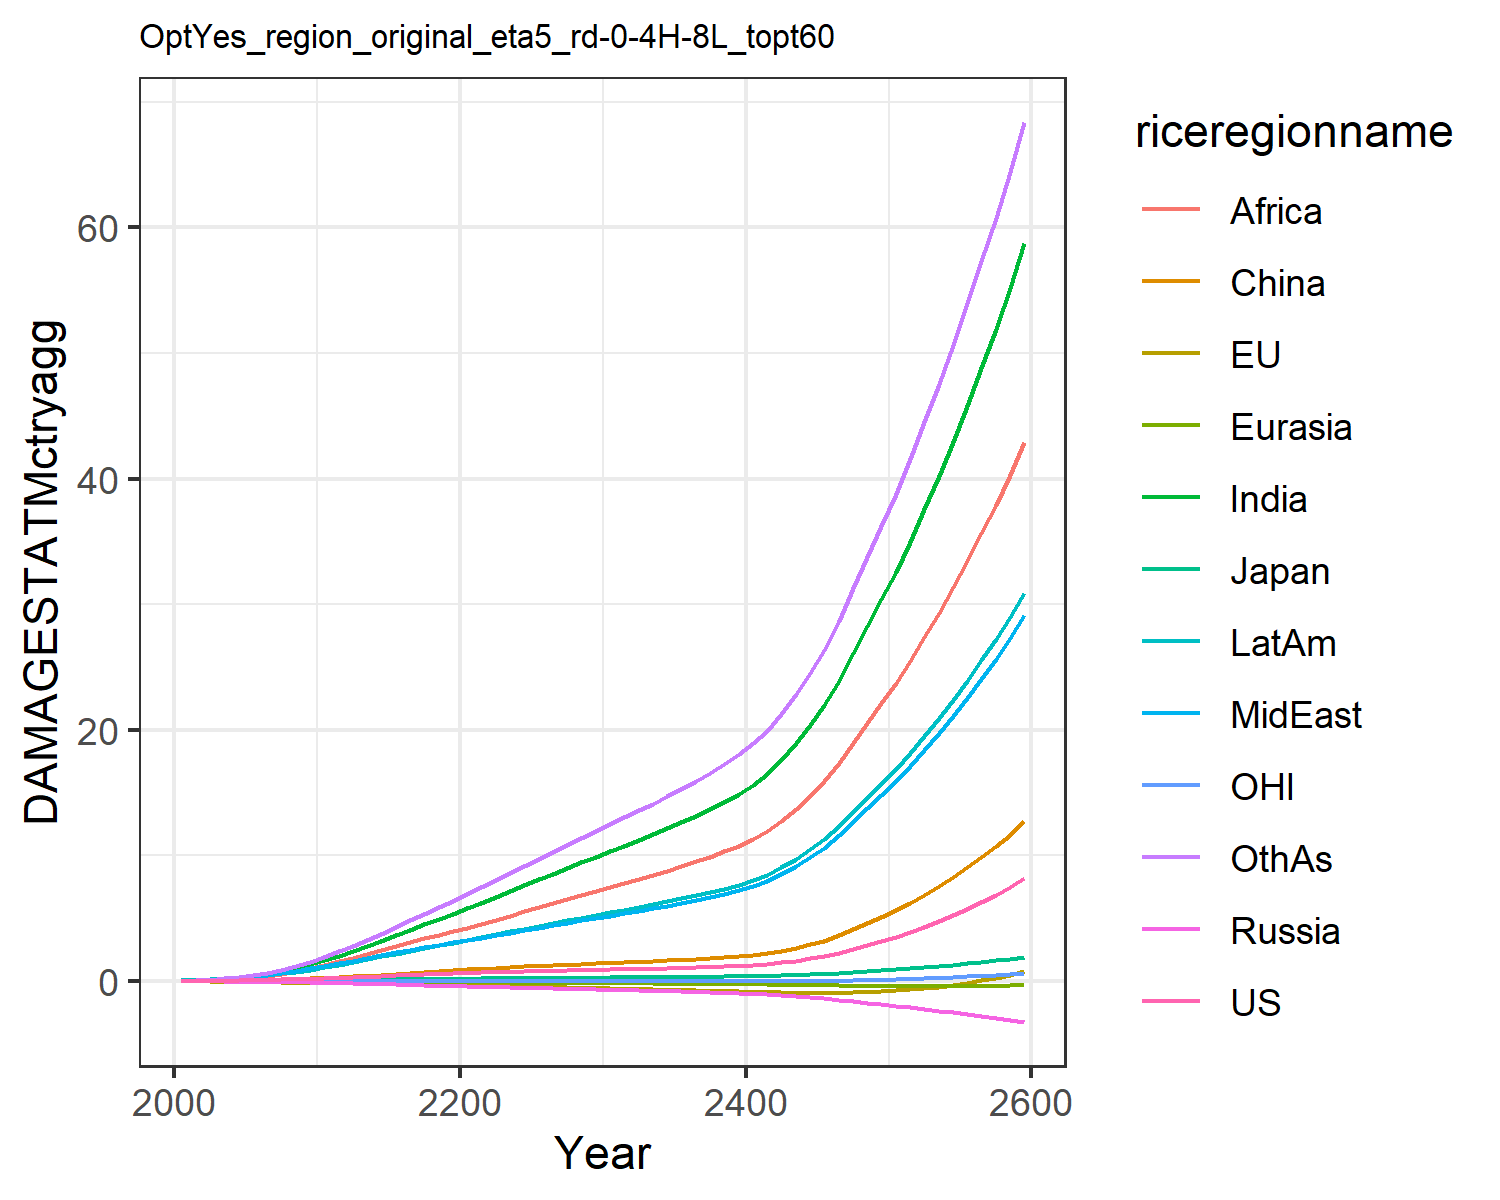 OptYes_region_original_eta5_rd-0-4H-8L_topt60
DAMAGESTATMctryagg
60
40
20
0
2000 2200 2400 2600
Year
riceregionname
Africa
China
EU
Eurasia
India
Japan
LatAm
MidEast
OHI
OthAs
Russia
US